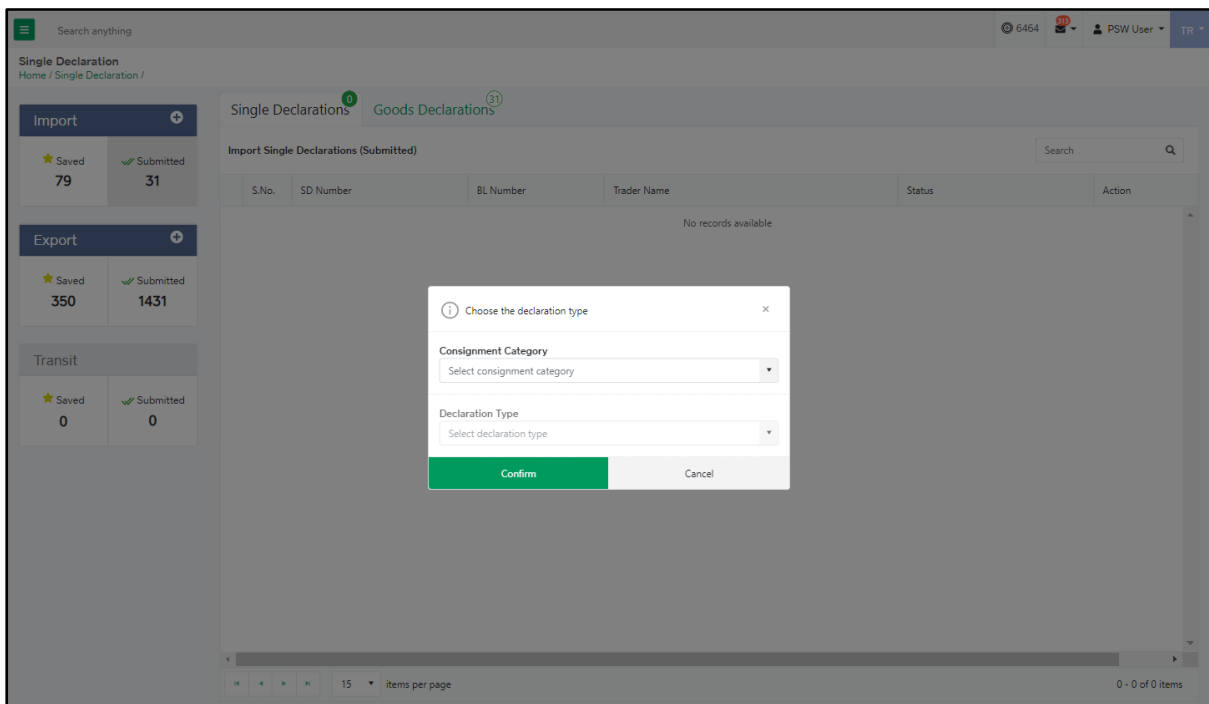 Search anything
6464
313
PSW User
TR
Single Declaration
Home / Single Declaration /
Import
Saved
Submitted
79
31
Export
Saved
Submitted
350
1431
Transit
Saved
Submitted
0
0
Single Declarations
0
Goods Declarations
31
Import Single Declarations (Submitted)
Search
S.No. SD Number BL Number Trader Name Status Action
No records available
Choose the declaration type
×
Consignment Category
Select consignment category
Declaration Type
Select declaration type
Confirm
Cancel
15 items per page
0 - 0 of 0 items